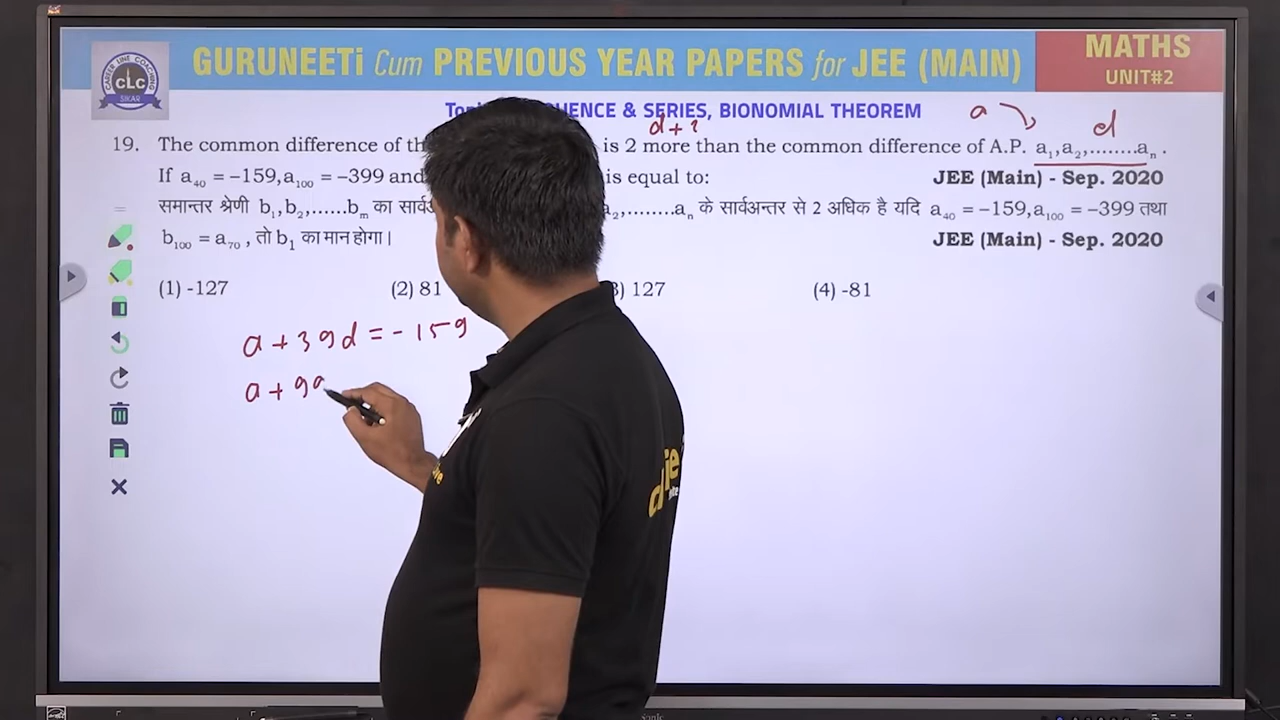 GURUNEETi Cum PREVIOUS YEAR PAPERS for JEE (MAIN)
MATHS
UNIT#2
CAREER LINE COACHING
CLC
SIKAR
& SERIES, BIONOMIAL THEOREM
a
d
d+2
19. The common difference of is 2 more than the common difference of A.P. a₁,a₂,........aₙ.
If a₄₀ = −159,a₁₀₀ = −399 and is equal to:
JEE (Main) - Sep. 2020
समान्तर श्रेणी b₁,b₂,......bₘ का a₂,........aₙ के सार्वअन्तर से 2 अधिक है यदि a₄₀ = −159,a₁₀₀ = −399 तथा
b₁₀₀ = a₇₀, तो b₁ का मान होगा।
JEE (Main) - Sep. 2020
(1) -127 (2) 81 127 (4) -81
a + 39d = -159
a + 99